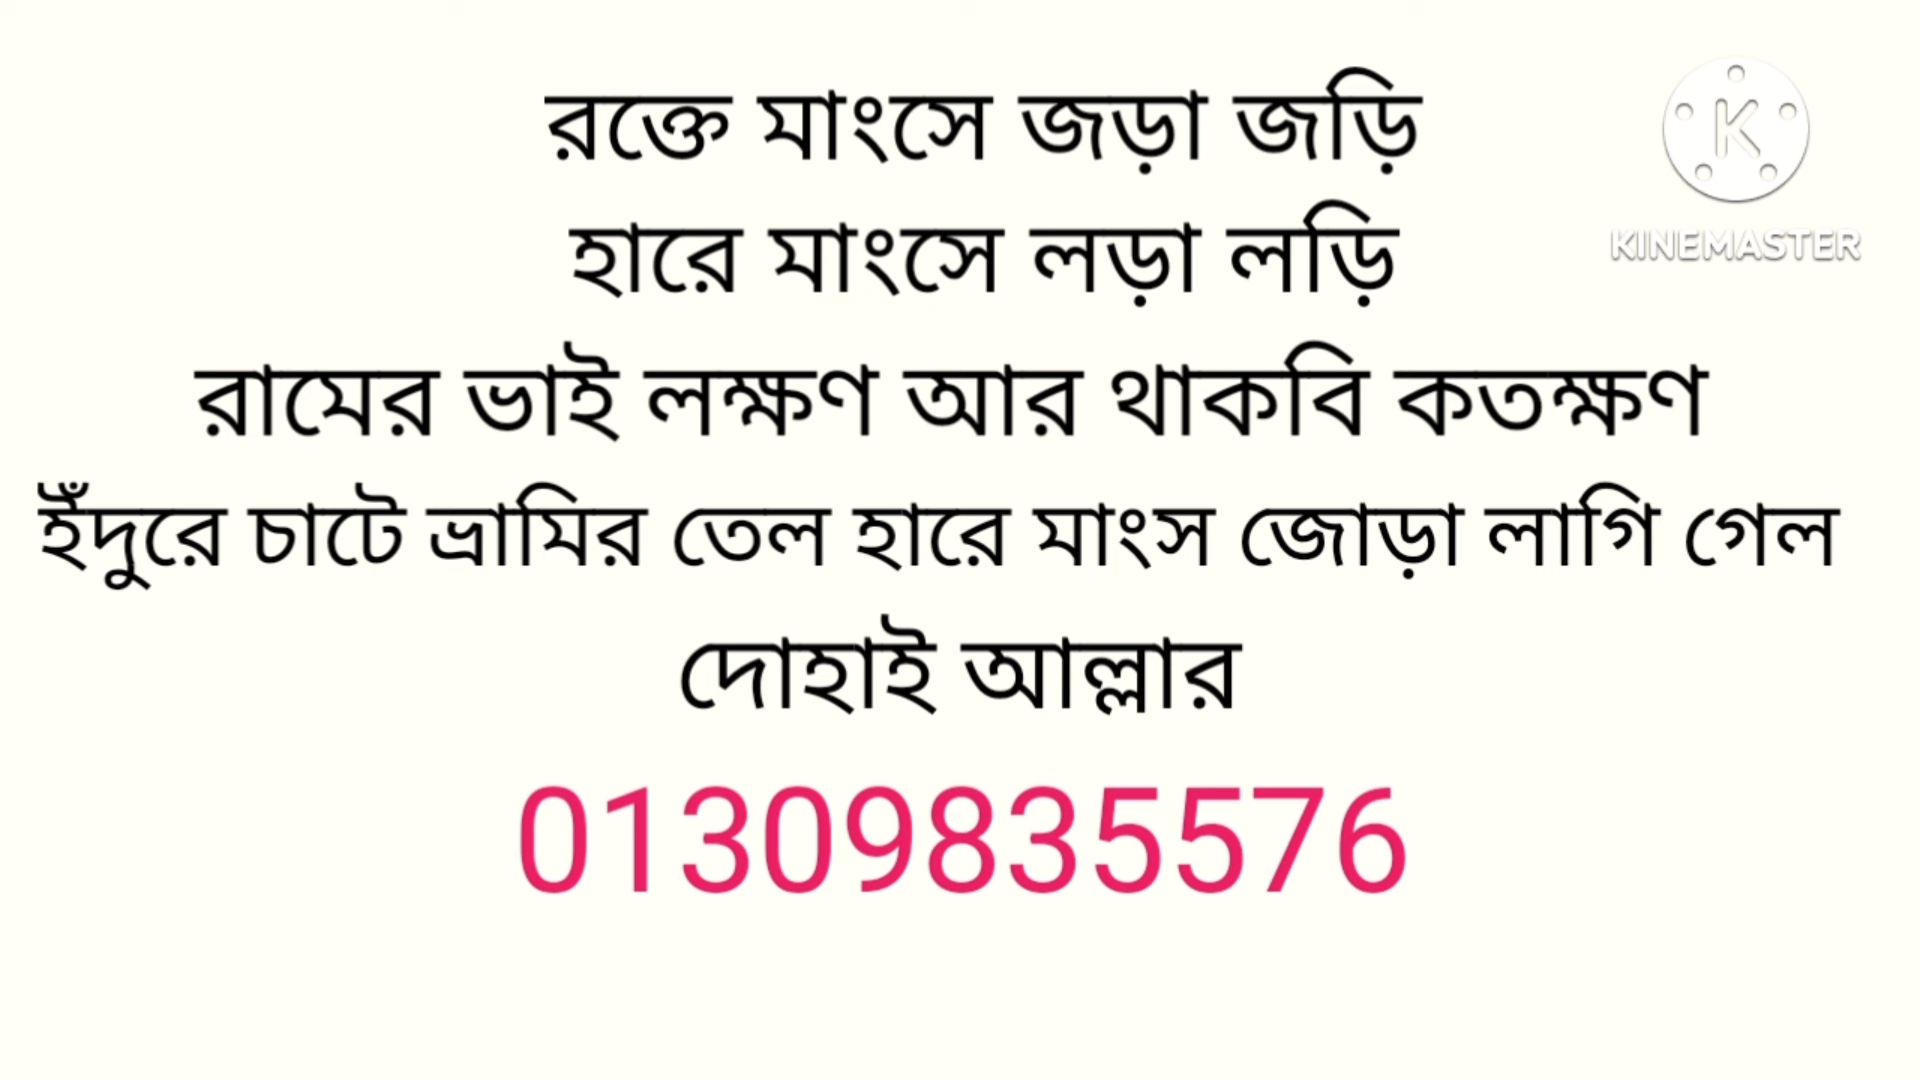 রক্তে মাংসে জড়া জড়ি
KINEMASTER
হারে মাংসে লড়া লড়ি
রামের ভাই লক্ষণ আর থাকবি কতক্ষণ
ইঁদুরে চাটে ভ্রামির তেল হারে মাংস জোড়া লাগি গেল
দোহাই আল্লার
01309835576